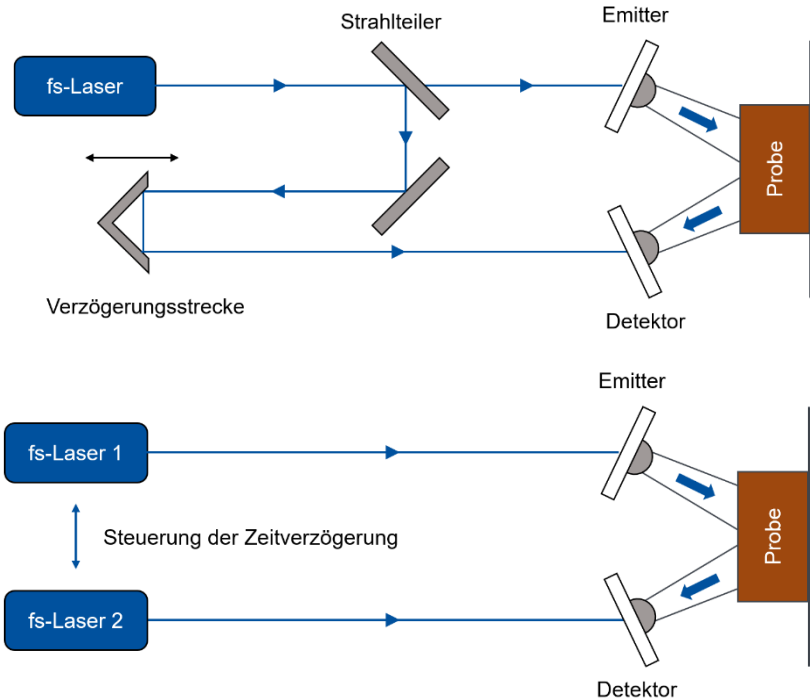 Strahlteiler
Emitter
fs-Laser
Probe
Verzögerungsstrecke
Detektor
Emitter
fs-Laser 1
Steuerung der Zeitverzögerung
Probe
fs-Laser 2
Detektor